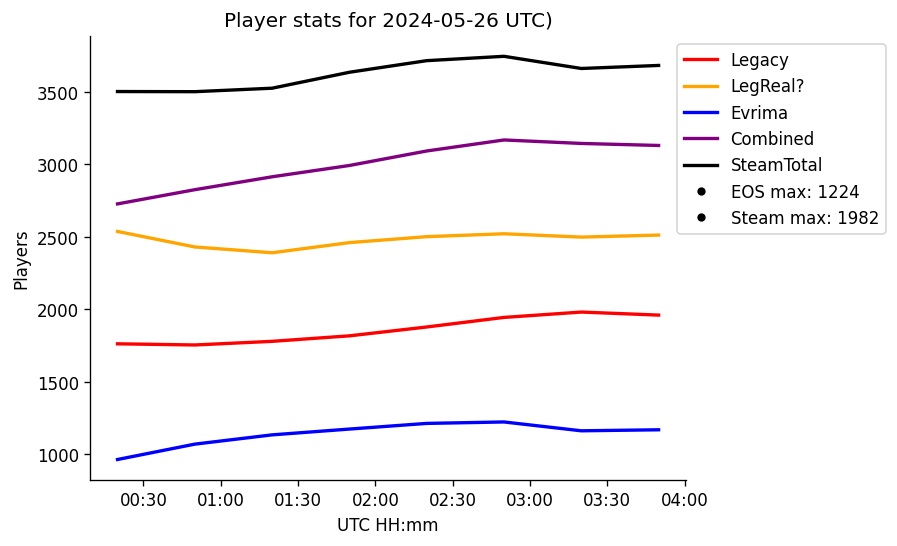 Player stats for 2024-05-26 UTC)
Legacy
LegReal?
Evrima
Combined
SteamTotal
EOS max: 1224
Steam max: 1982
Players
3500
3000
2500
2000
1500
1000
00:30 01:00 01:30 02:00 02:30 03:00 03:30 04:00
UTC HH:mm